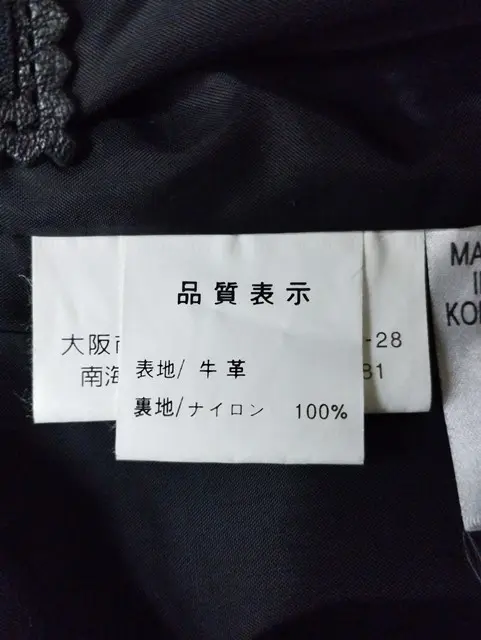 品質表示
表地/ 牛革
裏地/ナイロン 100%
大阪 -28
南海 81
MA
IN
KO